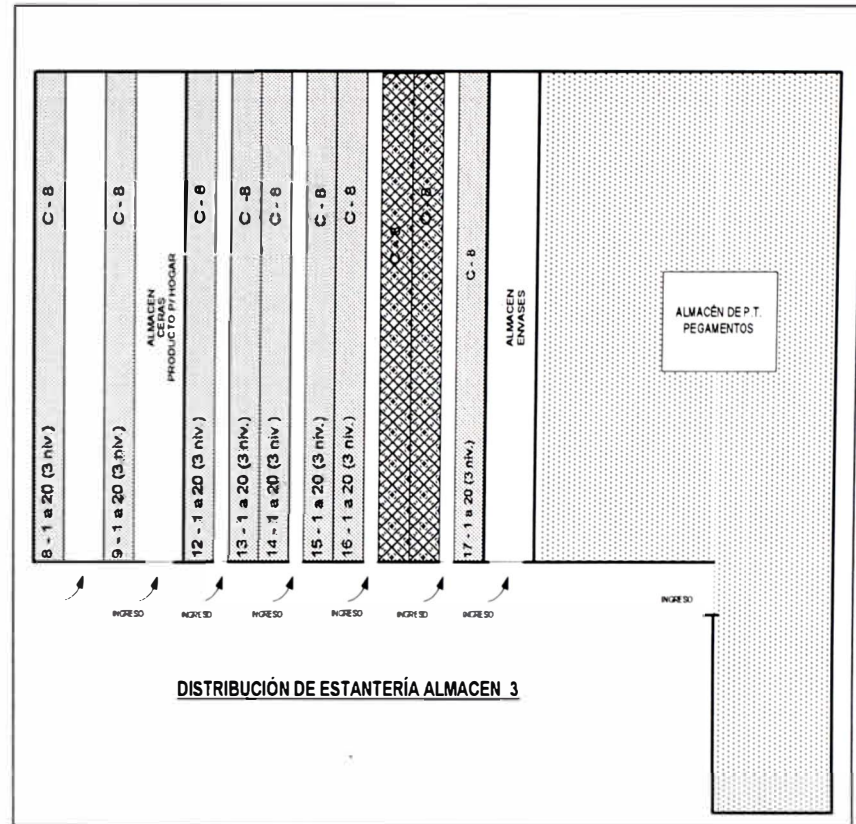 8 - 1 a 20 (3 niv.) C - 8
9 - 1 a 20 (3 niv.) C - 8
ALMACEN
CERAS
PRODUCTO P/HOGAR
12 - 1 a 20 (3 niv.) C - 8
13 - 1 a 20 (3 niv.) C -8
14 - 1 a 20 (3 niv.) C - 8
15 - 1 a 20 (3 niv.) C - 8
16 - 1 a 20 (3 niv.) C - 8
C - 8
C - 8
17 - 1 a 20 (3 niv.) C - 8
ALMACEN
ENVASES
ALMACÉN DE P.T.
PEGAMENTOS
INGRESO
INGRESO
INGRESO
INGRESO
INGRESO
INGRESO
INGRESO
DISTRIBUCIÓN DE ESTANTERÍA ALMACEN 3